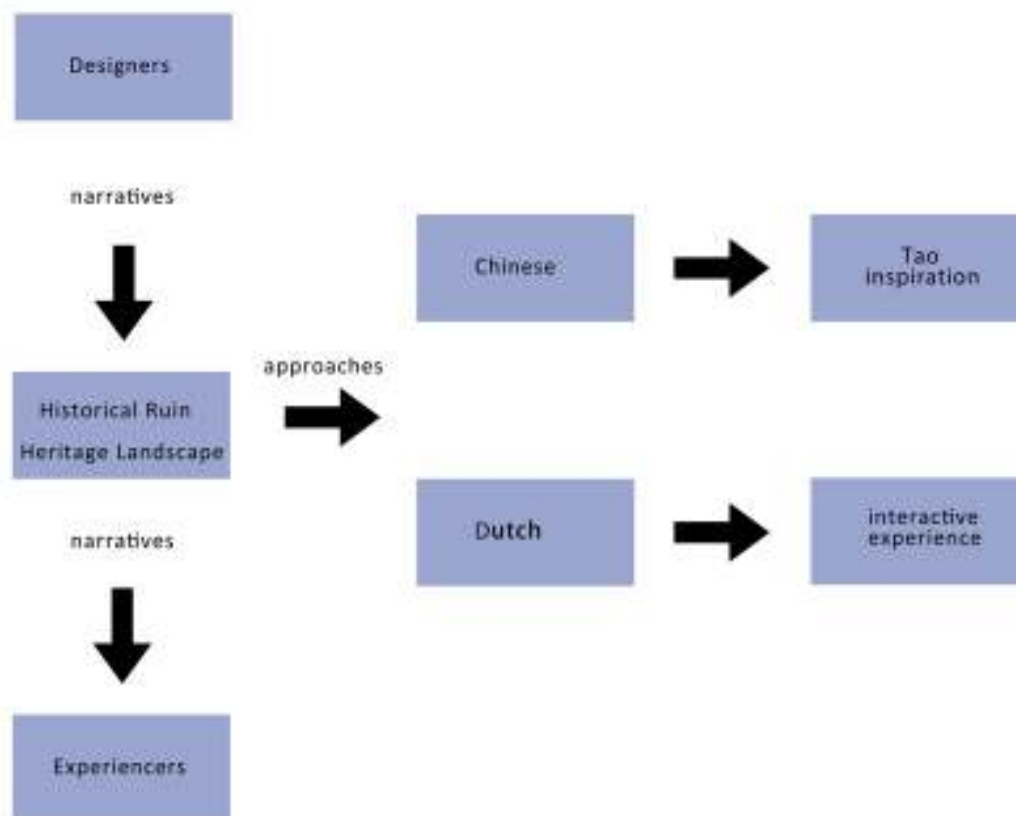 Designers
narratives
Historical Ruin
Heritage Landscape
narratives
Experiencers
approaches
Chinese
Tao
inspiration
Dutch
interactive
experience